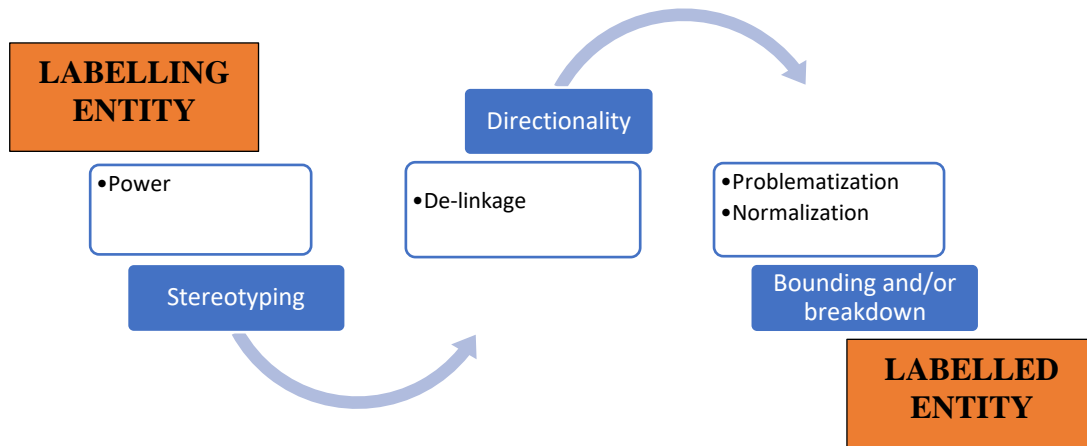 LABELLING
ENTITY
•Power
Stereotyping
Directionality
•De-linkage
•Problematization
•Normalization
Bounding and/or
breakdown
LABELLED
ENTITY